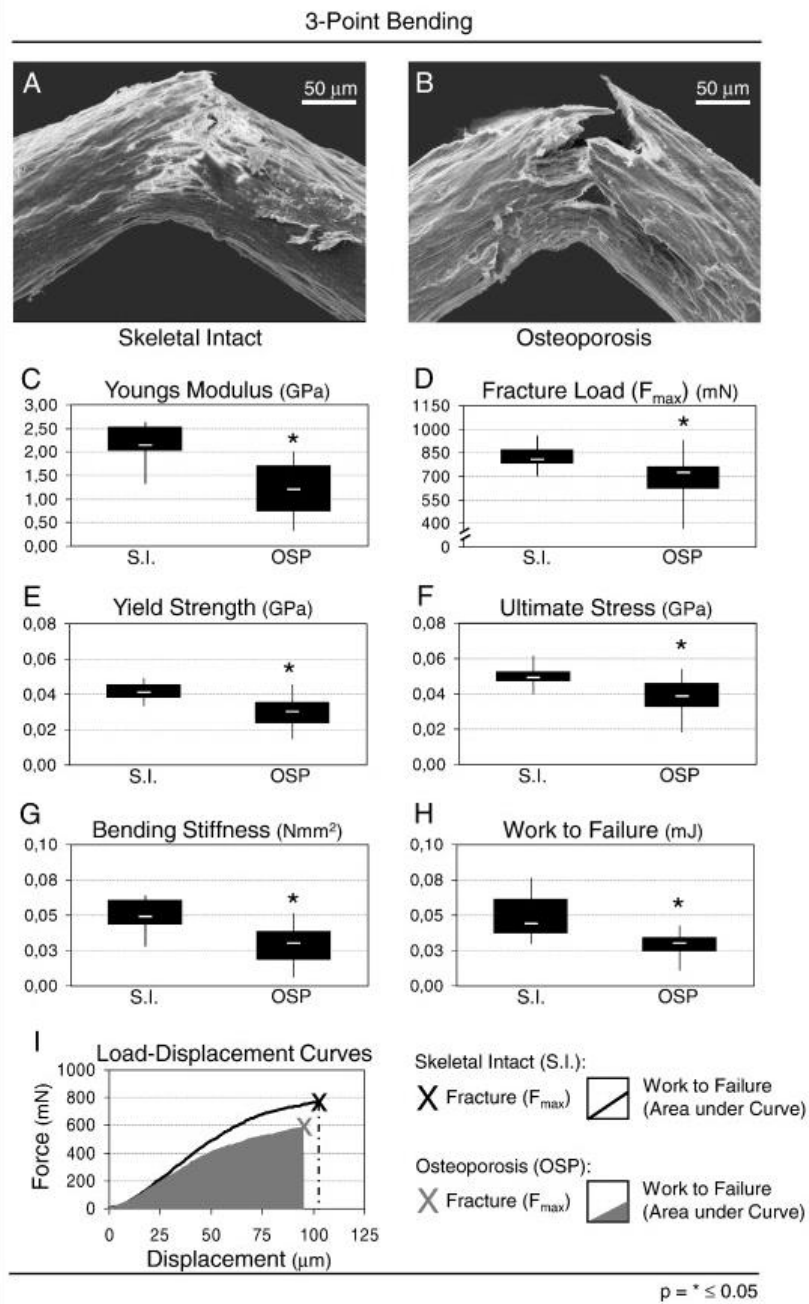 3-Point Bending
A
50 μm
B
50 μm
Skeletal Intact
Osteoporosis
C
Youngs Modulus (GPa)
3,00
2,50
2,00
1,50
1,00
0,50
0,00
*
S.I.
OSP
D
Fracture Load (Fmax) (mN)
1150
1000
850
700
550
400
0
*
S.I.
OSP
E
Yield Strength (GPa)
0,08
0,06
0,04
0,02
0,00
*
S.I.
OSP
F
Ultimate Stress (GPa)
0,08
0,06
0,04
0,02
0,00
*
S.I.
OSP
G
Bending Stiffness (Nmm²)
0,10
0,08
0,05
0,03
0,00
*
S.I.
OSP
H
Work to Failure (mJ)
0,10
0,08
0,05
0,03
0,00
*
S.I.
OSP
I
Load-Displacement Curves
Force (mN)
1000
800
600
400
200
0
0 25 50 75 100 125
Displacement (μm)
Skeletal Intact (S.I.):
X Fracture (Fmax)
Work to Failure
(Area under Curve)
Osteoporosis (OSP):
X Fracture (Fmax)
Work to Failure
(Area under Curve)
p = * ≤ 0.05